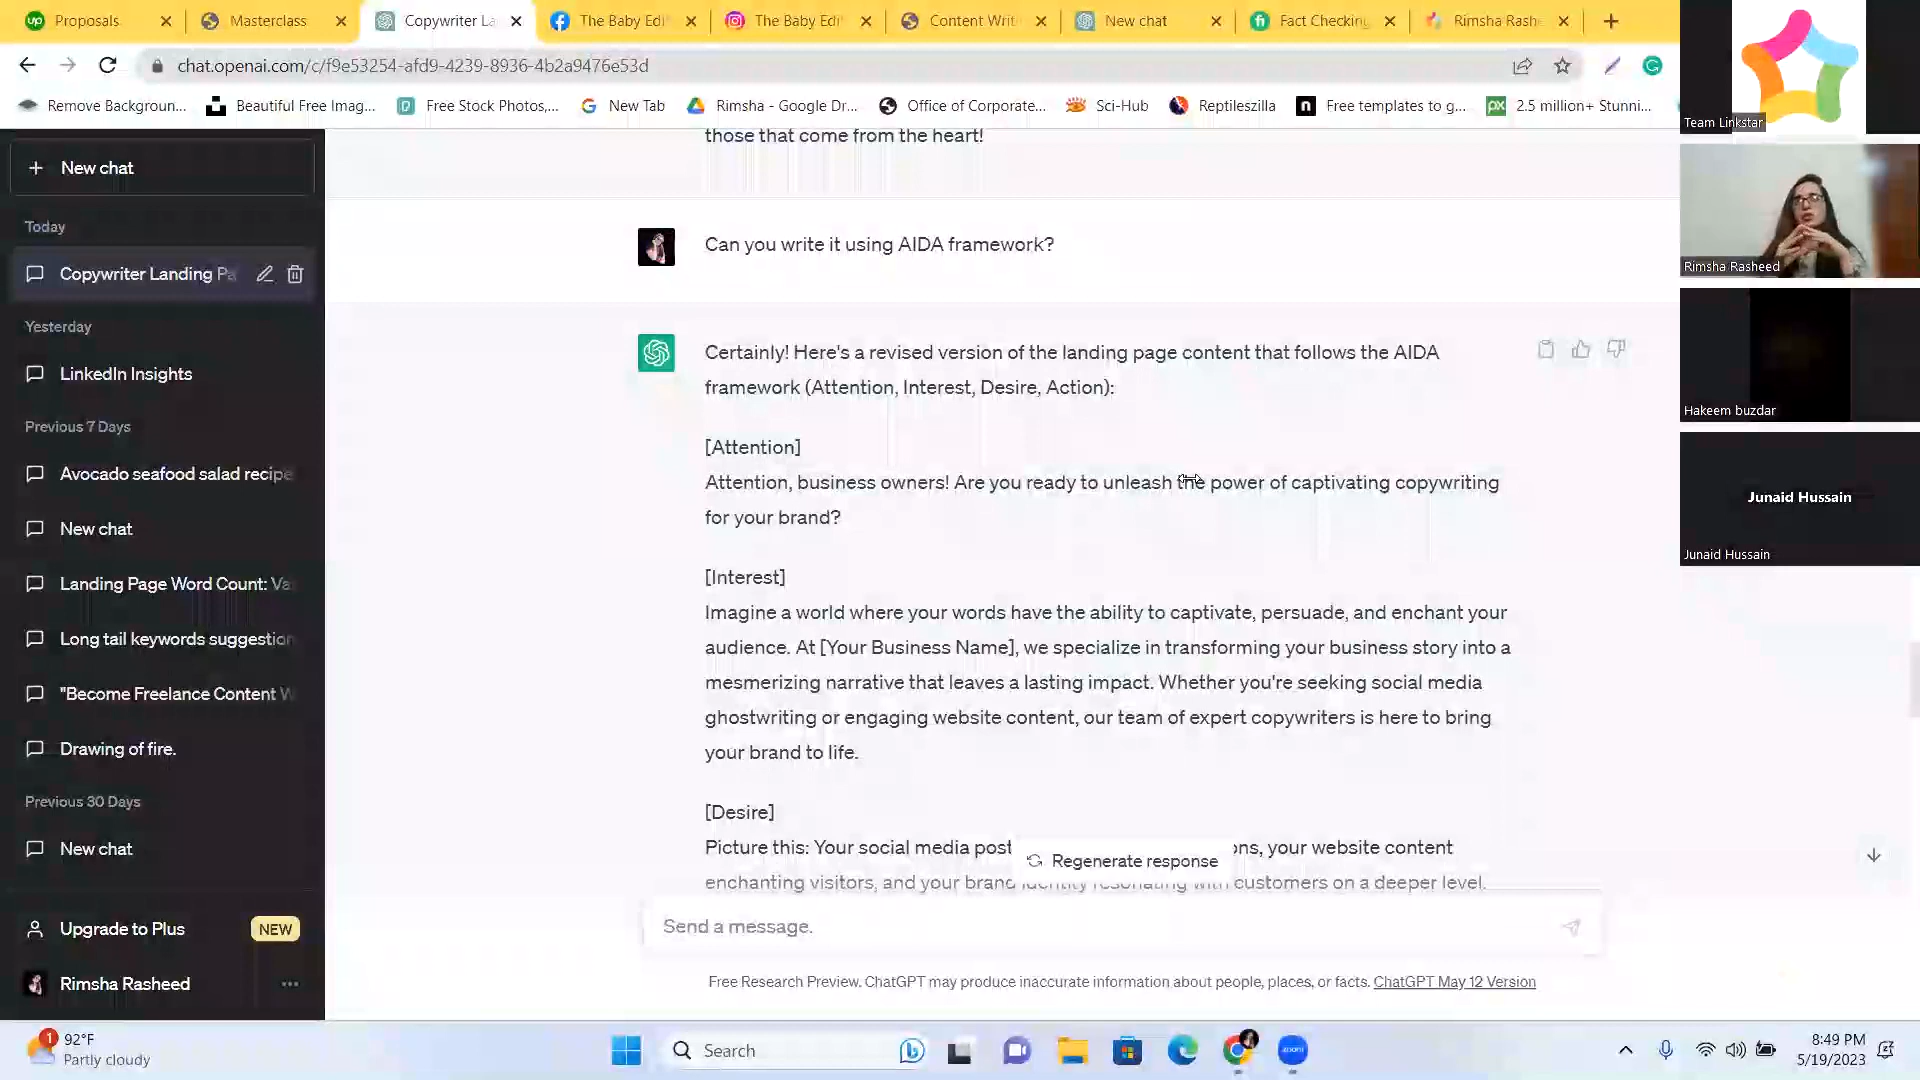 Proposals
Masterclass
Copywriter La
The Baby Edi
The Baby Edi
Content Writ
New chat
Fact Checking
Rimsha Rash
chat.openai.com/c/f9e53254-afd9-4239-8936-4b2a9476e53d
Remove Backgroun...
Beautiful Free Imag...
Free Stock Photos,...
New Tab
Rimsha - Google Dr...
Office of Corporate...
Sci-Hub
Reptileszilla
Free templates to g...
2.5 million+ Stunni...
Team Linkstar
Rimsha Rasheed
Hakeem buzdar
Junaid Hussain
Junaid Hussain
New chat
Today
Copywriter Landing Pa
Yesterday
LinkedIn Insights
Previous 7 Days
Avocado seafood salad recipe
New chat
Landing Page Word Count: Va
Long tail keywords suggestion
"Become Freelance Content W
Drawing of fire.
Previous 30 Days
New chat
Upgrade to Plus NEW
Rimsha Rasheed
those that come from the heart!
Can you write it using AIDA framework?
Certainly! Here's a revised version of the landing page content that follows the AIDA
framework (Attention, Interest, Desire, Action):
[Attention]
Attention, business owners! Are you ready to unleash the power of captivating copywriting
for your brand?
[Interest]
Imagine a world where your words have the ability to captivate, persuade, and enchant your
audience. At [Your Business Name], we specialize in transforming your business story into a
mesmerizing narrative that leaves a lasting impact. Whether you're seeking social media
ghostwriting or engaging website content, our team of expert copywriters is here to bring
your brand to life.
[Desire]
Picture this: Your social media post ons, your website content
Regenerate response
enchanting visitors, and your brand identity resonating with customers on a deeper level.
Send a message.
Free Research Preview. ChatGPT may produce inaccurate information about people, places, or facts. ChatGPT May 12 Version
1
92°F
Partly cloudy
Search
zoom
8:49 PM
5/19/2023